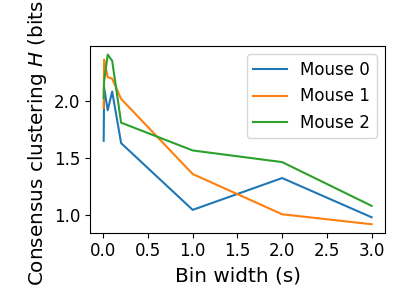 Consensus clustering H (bits
2.0
1.5
1.0
Mouse 0
Mouse 1
Mouse 2
0.0 0.5 1.0 1.5 2.0 2.5 3.0
Bin width (s)